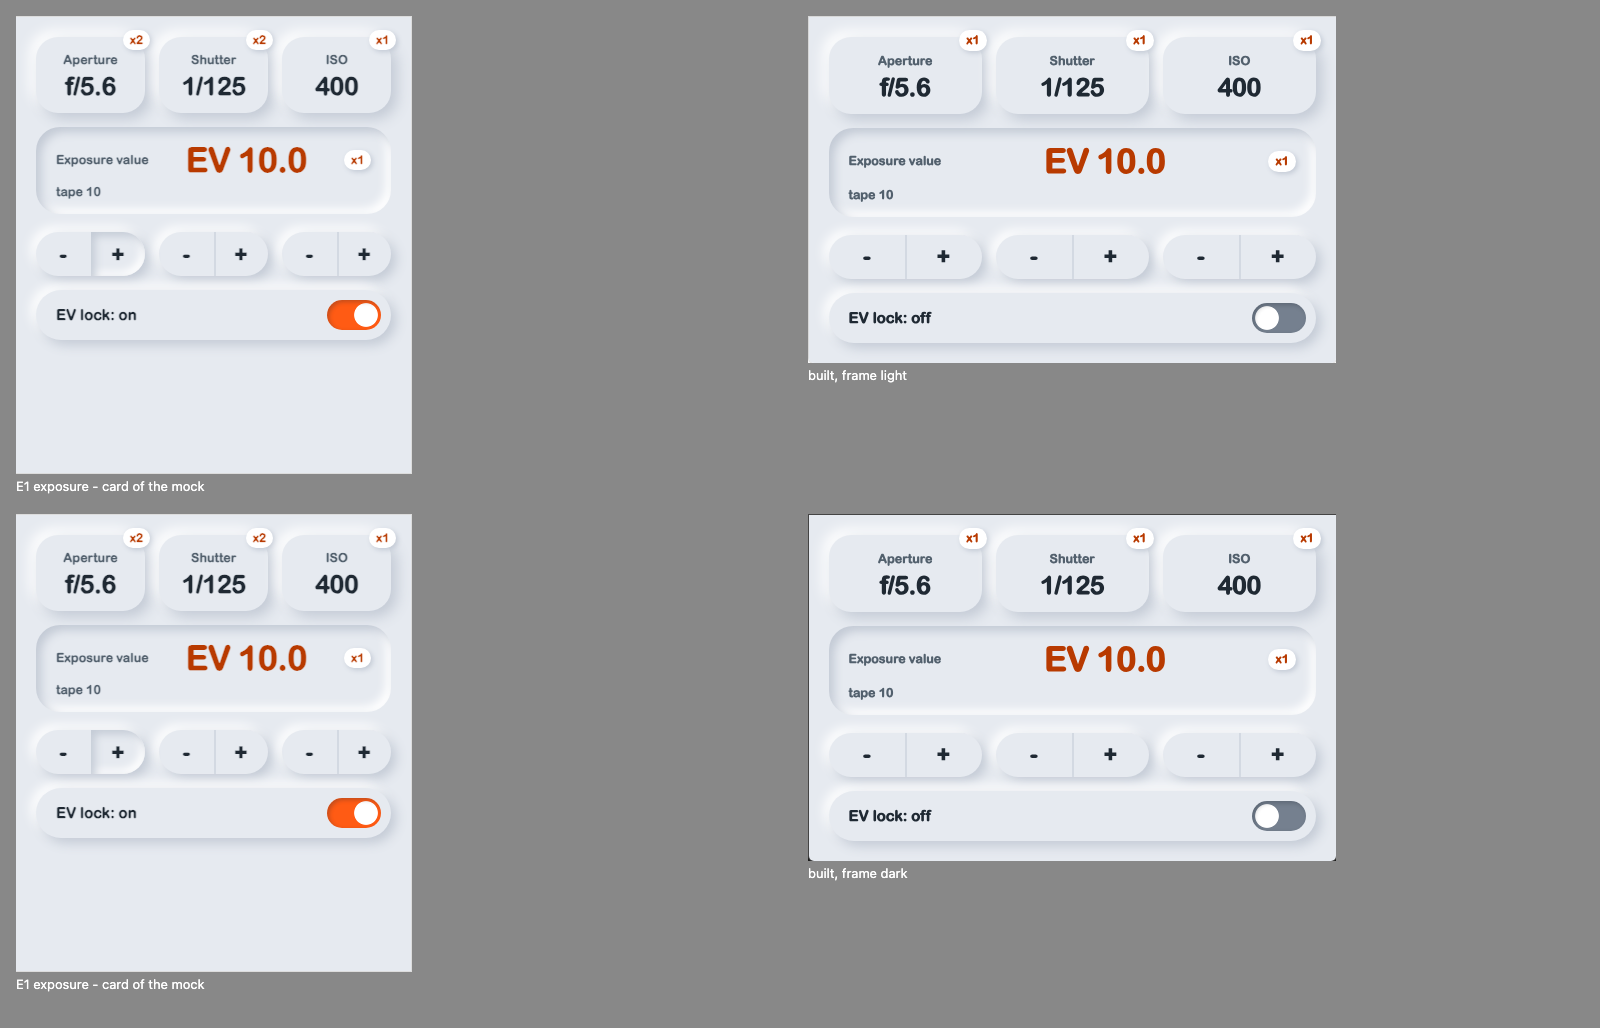 x2 x2 x1
Aperture Shutter ISO
f/5.6 1/125 400
Exposure value EV 10.0 x1
tape 10
- + - + - +
EV lock: on
E1 exposure - card of the mock
x1 x1 x1
Aperture Shutter ISO
f/5.6 1/125 400
Exposure value EV 10.0 x1
tape 10
- + - + - +
EV lock: off
built, frame light
x2 x2 x1
Aperture Shutter ISO
f/5.6 1/125 400
Exposure value EV 10.0 x1
tape 10
- + - + - +
EV lock: on
E1 exposure - card of the mock
x1 x1 x1
Aperture Shutter ISO
f/5.6 1/125 400
Exposure value EV 10.0 x1
tape 10
- + - + - +
EV lock: off
built, frame dark